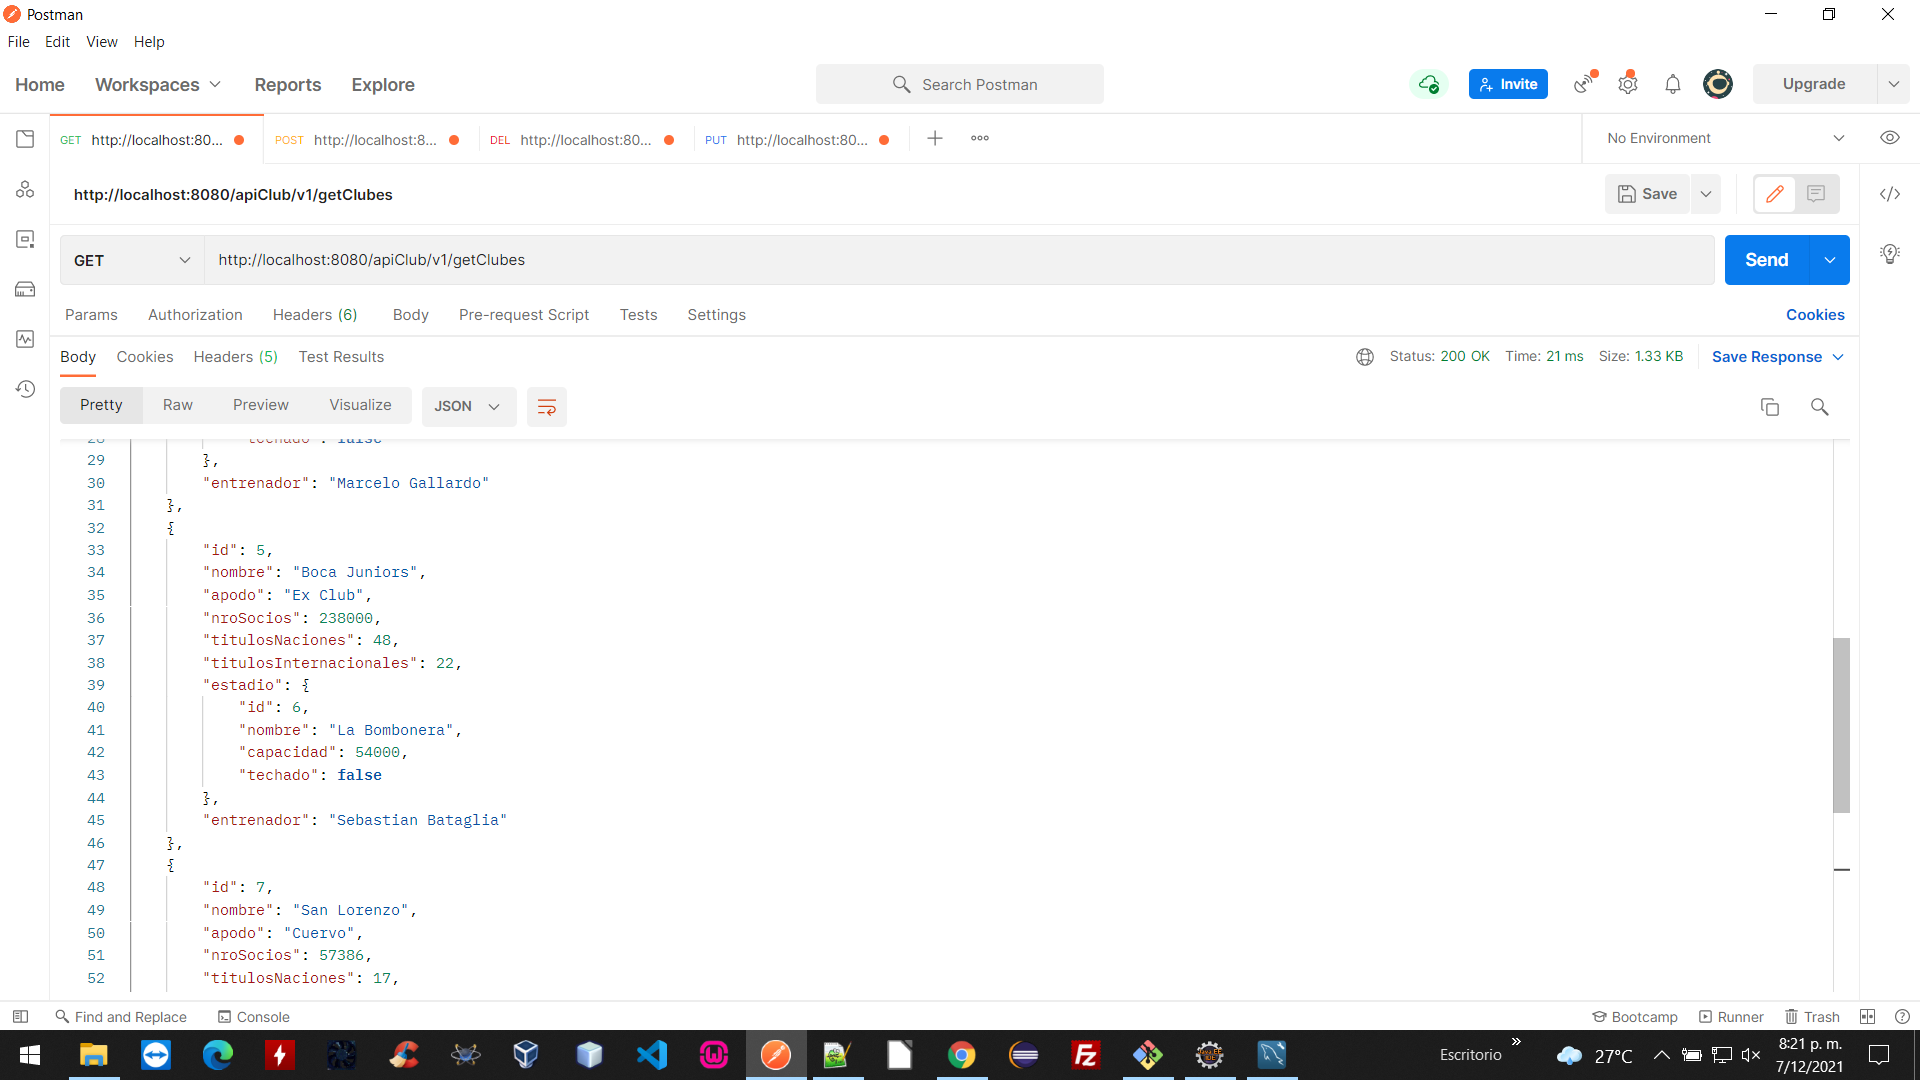 Postman
File Edit View Help
Home Workspaces Reports Explore Search Postman Invite Upgrade
GET http://localhost:80... POST http://localhost:8... DEL http://localhost:80... PUT http://localhost:80... No Environment
http://localhost:8080/apiClub/v1/getClubes Save
GET http://localhost:8080/apiClub/v1/getClubes Send
Params Authorization Headers (6) Body Pre-request Script Tests Settings Cookies
Body Cookies Headers (5) Test Results Status: 200 OK Time: 21 ms Size: 1.33 KB Save Response
Pretty Raw Preview Visualize JSON
28 "techado": false
29 },
30 "entrenador": "Marcelo Gallardo"
31 },
32 {
33 "id": 5,
34 "nombre": "Boca Juniors",
35 "apodo": "Ex Club",
36 "nroSocios": 238000,
37 "titulosNaciones": 48,
38 "titulosInternacionales": 22,
39 "estadio": {
40 "id": 6,
41 "nombre": "La Bombonera",
42 "capacidad": 54000,
43 "techado": false
44 },
45 "entrenador": "Sebastian Bataglia"
46 },
47 {
48 "id": 7,
49 "nombre": "San Lorenzo",
50 "apodo": "Cuervo",
51 "nroSocios": 57386,
52 "titulosNaciones": 17,
Find and Replace Console Bootcamp Runner Trash
Escritorio 27°C 8:21 p. m.
7/12/2021